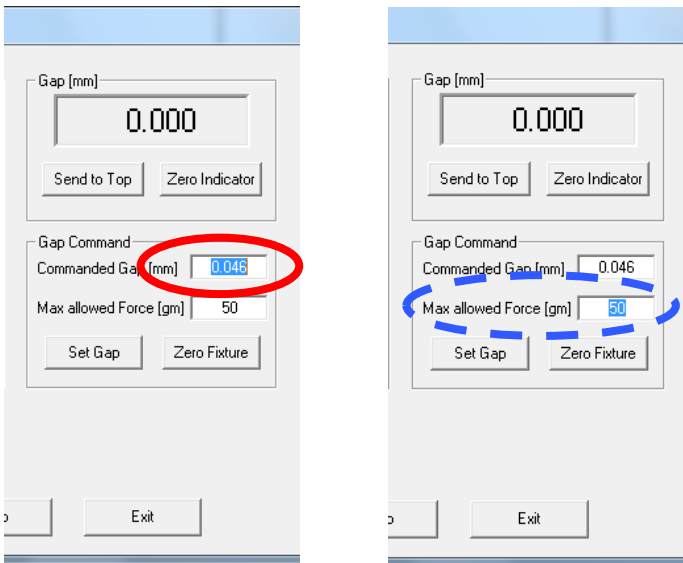 Gap [mm]
0.000
Send to Top Zero Indicator
Gap Command
Commanded Gap [mm] 0.046
Max allowed Force [gm] 50
Set Gap Zero Fixture
Exit
Gap [mm]
0.000
Send to Top Zero Indicator
Gap Command
Commanded Gap [mm] 0.046
Max allowed Force [gm] 50
Set Gap Zero Fixture
Exit